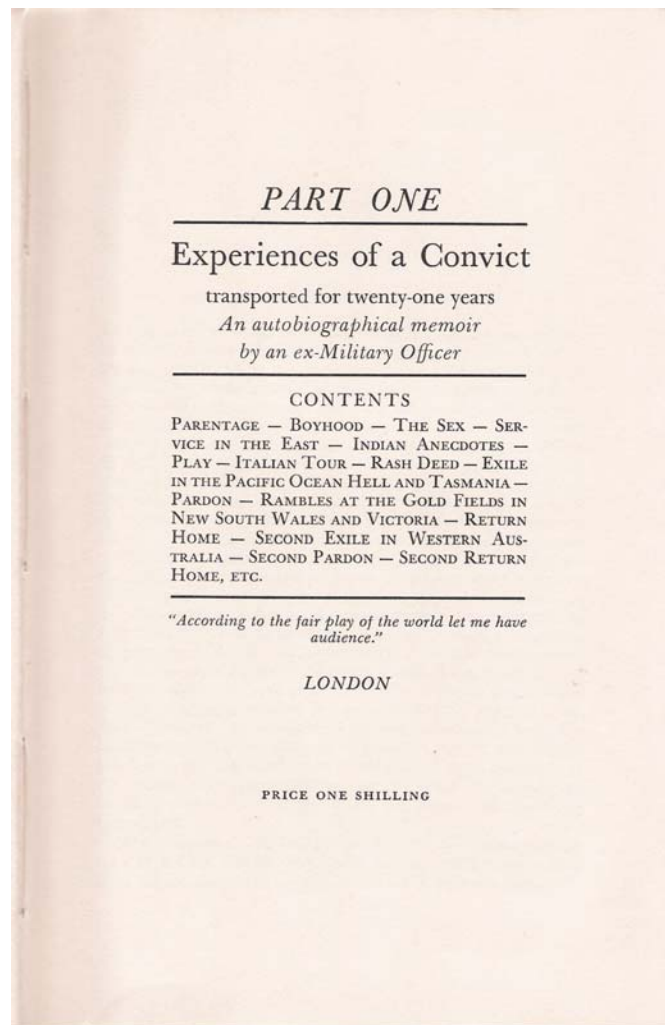 PART ONE
Experiences of a Convict
transported for twenty-one years
An autobiographical memoir
by an ex-Military Officer
CONTENTS
PARENTAGE — BOYHOOD — THE SEX — SER-
VICE IN THE EAST — INDIAN ANECDOTES —
PLAY — ITALIAN TOUR — RASH DEED — EXILE
IN THE PACIFIC OCEAN HELL AND TASMANIA —
PARDON — RAMBLES AT THE GOLD FIELDS IN
NEW SOUTH WALES AND VICTORIA — RETURN
HOME — SECOND EXILE IN WESTERN AUS-
TRALIA — SECOND PARDON — SECOND RETURN
HOME, ETC.
"According to the fair play of the world let me have
audience."
LONDON
PRICE ONE SHILLING